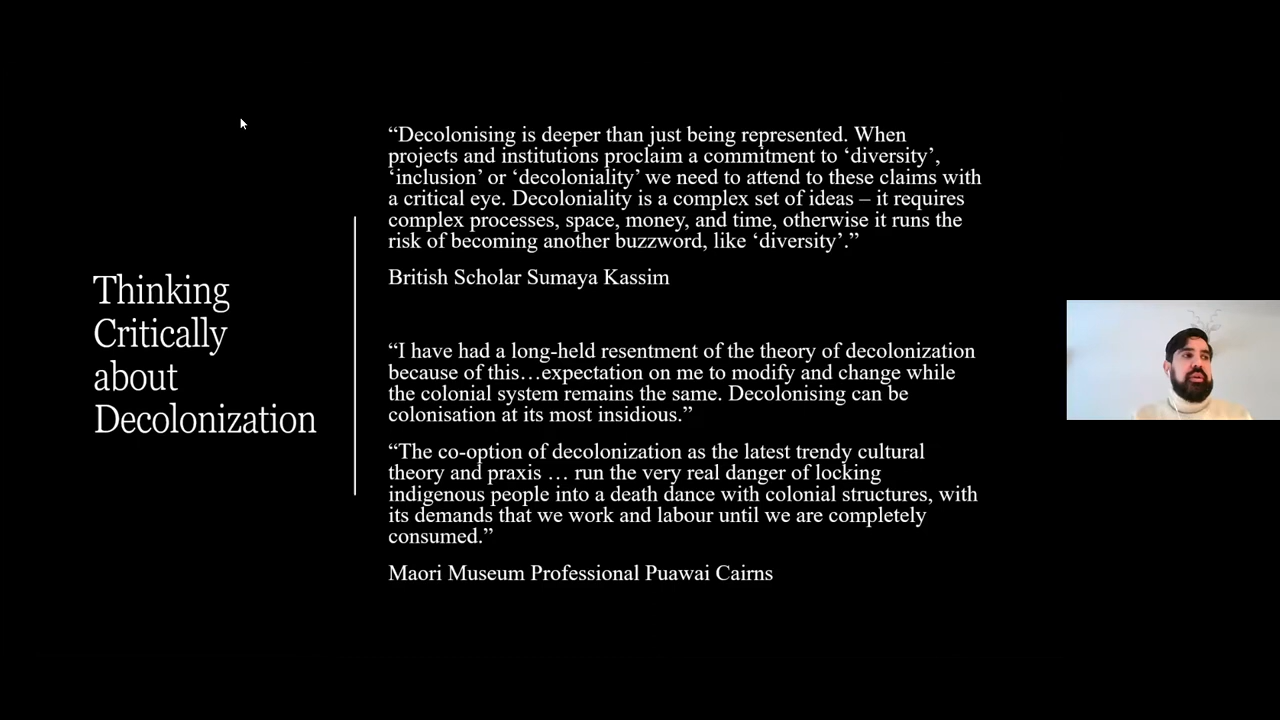 Thinking
Critically
about
Decolonization
“Decolonising is deeper than just being represented. When
projects and institutions proclaim a commitment to ‘diversity’,
‘inclusion’ or ‘decoloniality’ we need to attend to these claims with
a critical eye. Decoloniality is a complex set of ideas – it requires
complex processes, space, money, and time, otherwise it runs the
risk of becoming another buzzword, like ‘diversity’.”
British Scholar Sumaya Kassim
“I have had a long-held resentment of the theory of decolonization
because of this…expectation on me to modify and change while
the colonial system remains the same. Decolonising can be
colonisation at its most insidious.”
“The co-option of decolonization as the latest trendy cultural
theory and praxis … run the very real danger of locking
indigenous people into a death dance with colonial structures, with
its demands that we work and labour until we are completely
consumed.”
Maori Museum Professional Puawai Cairns